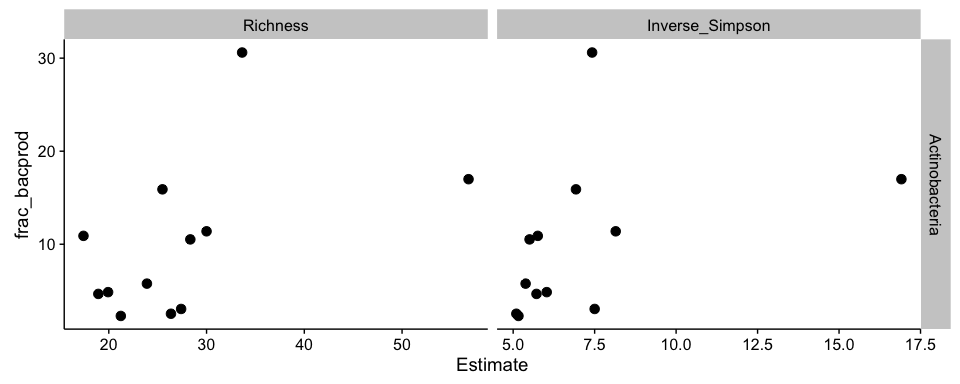 Richness
Inverse_Simpson
30
20
10
frac_bacprod
Actinobacteria
20
30
40
50
5.0
7.5
10.0
12.5
15.0
17.5
Estimate